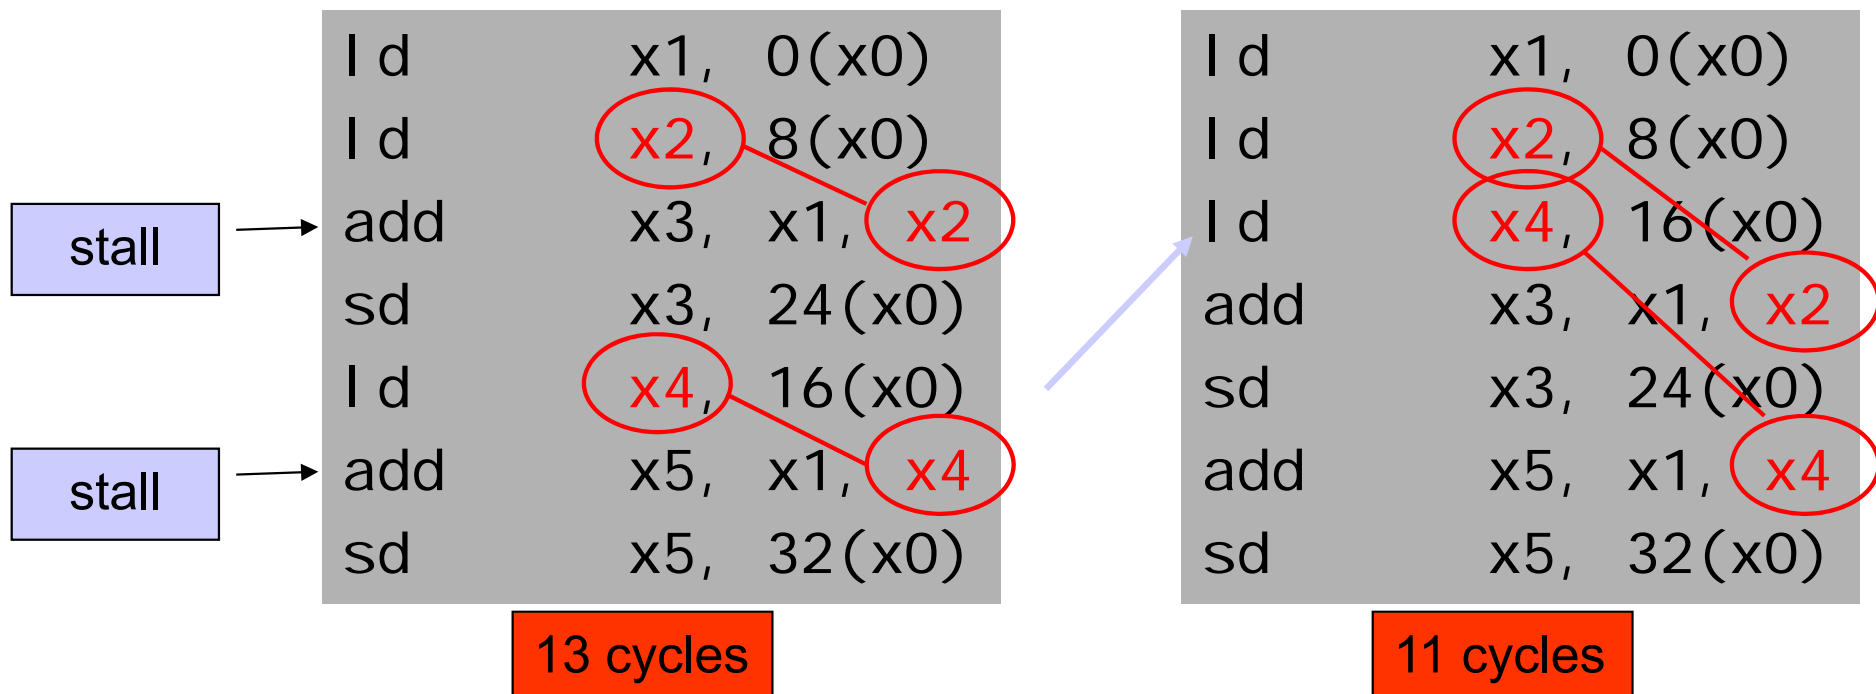 ld x1, 0(x0)
ld x2, 8(x0)
add x3, x1, x2
sd x3, 24(x0)
ld x4, 16(x0)
add x5, x1, x4
sd x5, 32(x0)
stall
stall
13 cycles
ld x1, 0(x0)
ld x2, 8(x0)
ld x4, 16(x0)
add x3, x1, x2
sd x3, 24(x0)
add x5, x1, x4
sd x5, 32(x0)
11 cycles